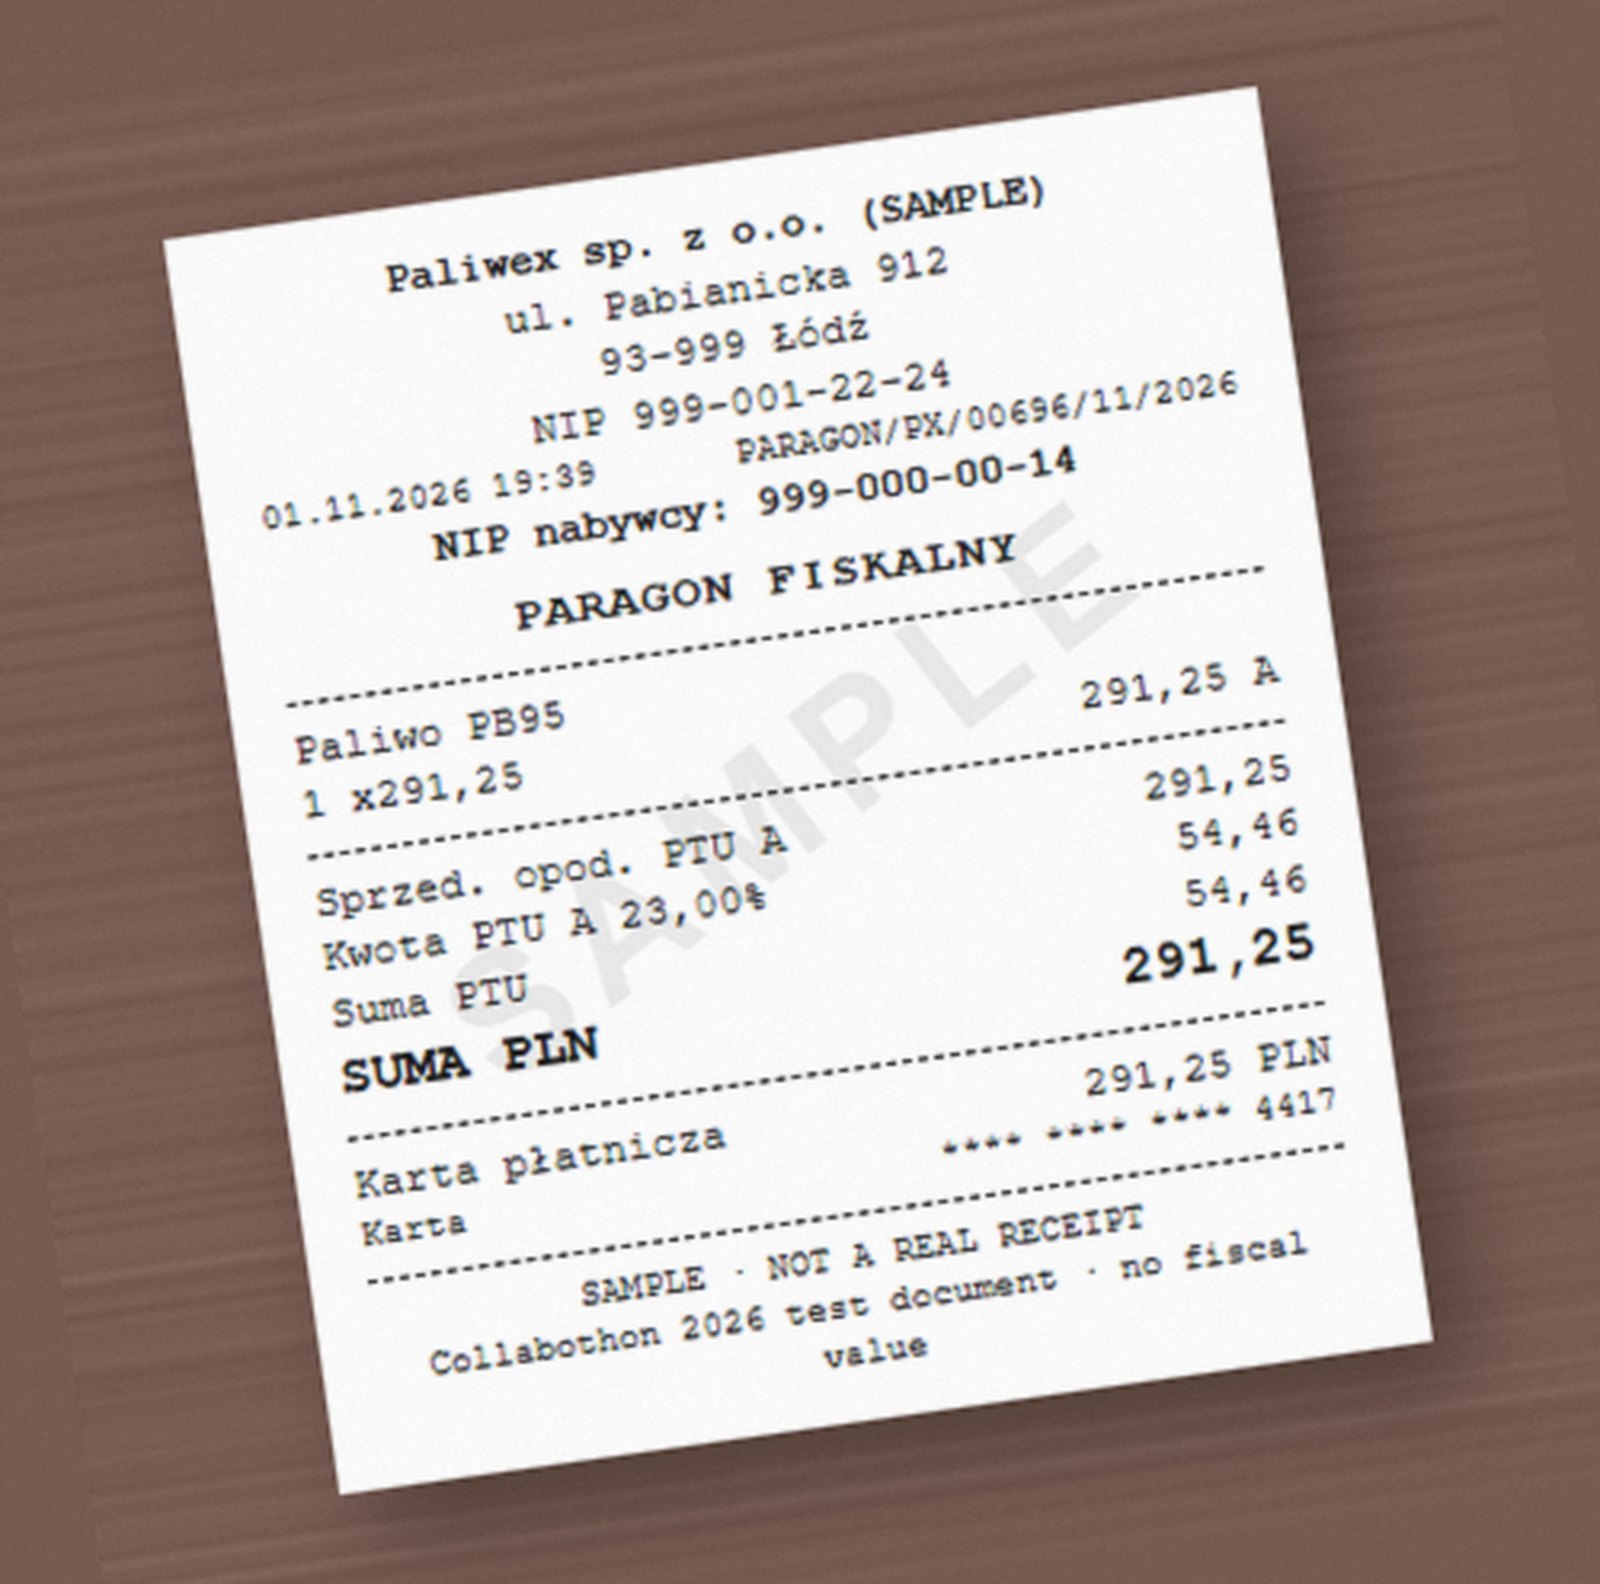 Paliwex sp. z o.o. (SAMPLE)
ul. Pabianicka 912
93-999 Łódź
NIP 999-001-22-24
01.11.2026 19:39 PARAGON/PX/00696/11/2026
NIP nabywcy: 999-000-00-14
PARAGON FISKALNY
Paliwo PB95
1 x291,25 291,25 A
Sprzed. opod. PTU A 291,25
Kwota PTU A 23,00% 54,46
Suma PTU 54,46
SUMA PLN 291,25
Karta płatnicza 291,25 PLN
Karta **** **** **** 4417
SAMPLE · NOT A REAL RECEIPT
Collabothon 2026 test document · no fiscal
value
SAMPLE